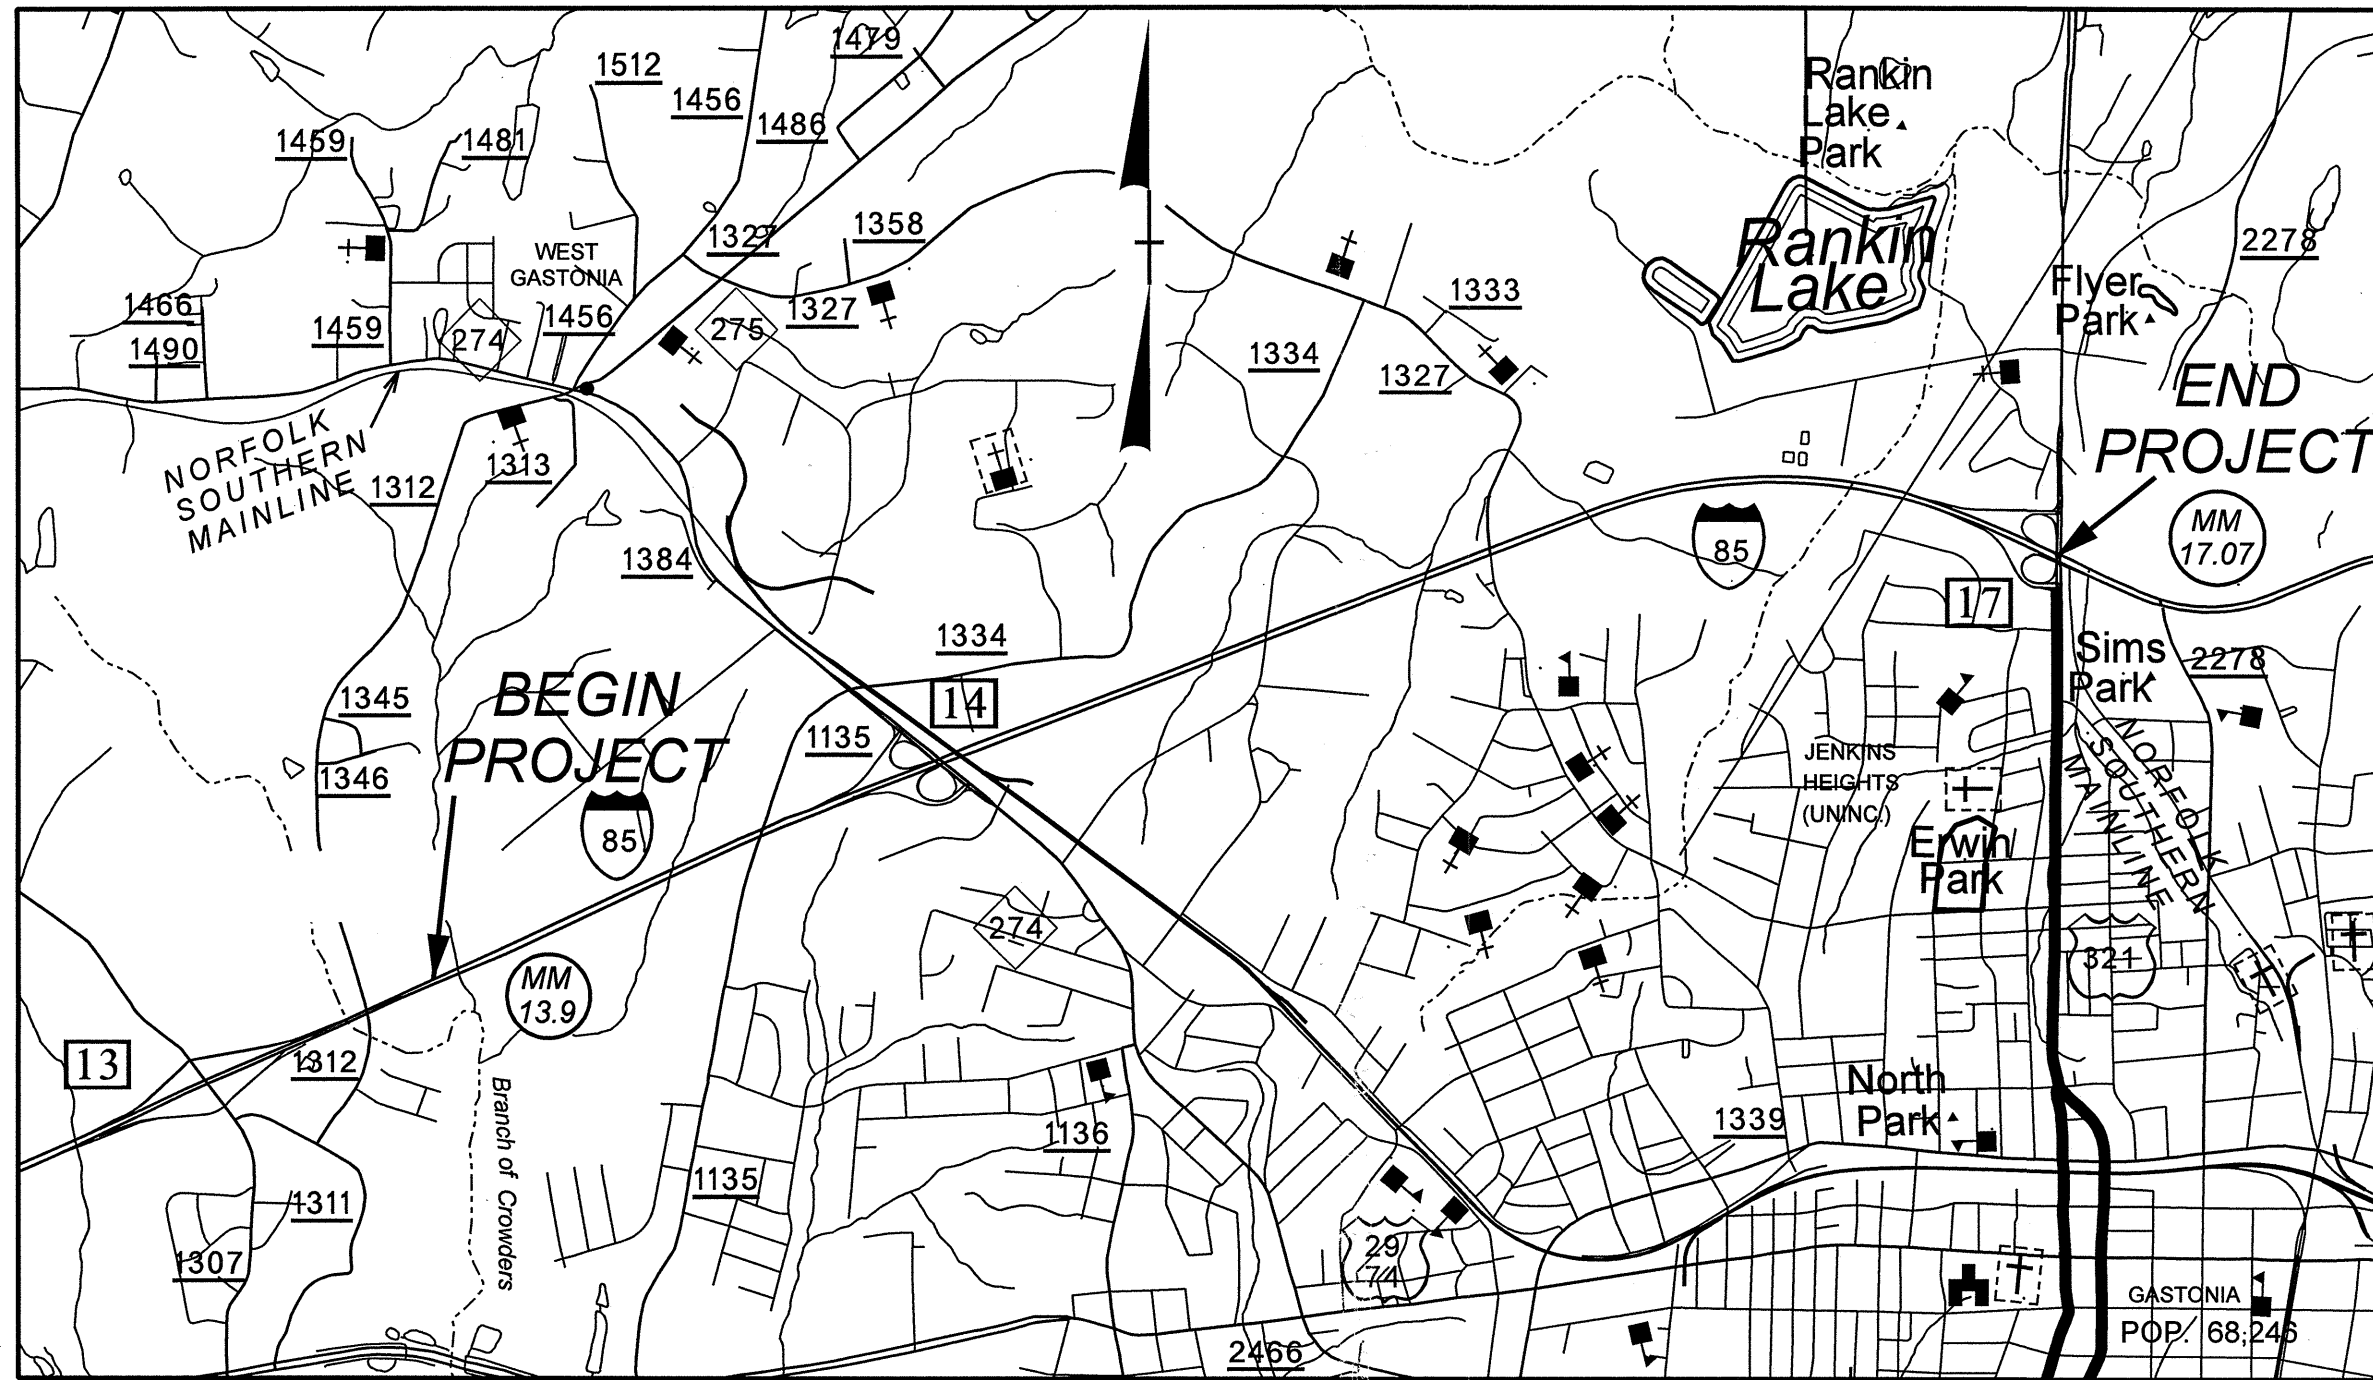 1479
1512
1456
1486
1459
1481
Rankin
Lake
Park
WEST
GASTONIA
1327
1358
Rankin
Lake
2278
Flyer
Park
1466
1459
1456
1327
1333
1490
274
275
1334
1327
END
PROJECT
NORFOLK
SOUTHERN
MAINLINE
1312
1313
85
MM
17.07
1384
17
1334
Sims
Park
2278
BEGIN
PROJECT
1345
14
1135
1346
85
JENKINS
HEIGHTS
(UNINC.)
NORFOLK
SOUTHERN
MAINLINE
Erwin
Park
274
321
MM
13.9
13
1312
Branch of Crowders
North
Park
1136
1339
1135
1311
1307
29
74
GASTONIA
POP. 68,246
2466